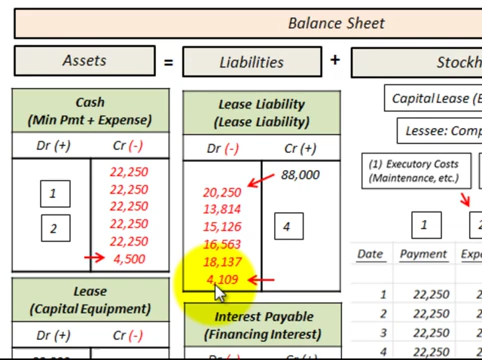 Balance Sheet
Assets = Liabilities +
Cash
(Min Pmt + Expense)
Dr (+) Cr (-)
22,250
22,250
22,250
22,250
22,250
4,500
1
2
Lease
(Capital Equipment)
Dr (+) Cr (-)
Lease Liability
(Lease Liability)
Dr (-) Cr (+)
88,000
20,250
13,814
15,126
16,563
18,137
4,109
4
Interest Payable
(Financing Interest)
Capital Lease
Lessee:
(1) Executory Costs
(Maintenance, etc.)
1
Date Payment
1 22,250
2 22,250
3 22,250
4 22,250